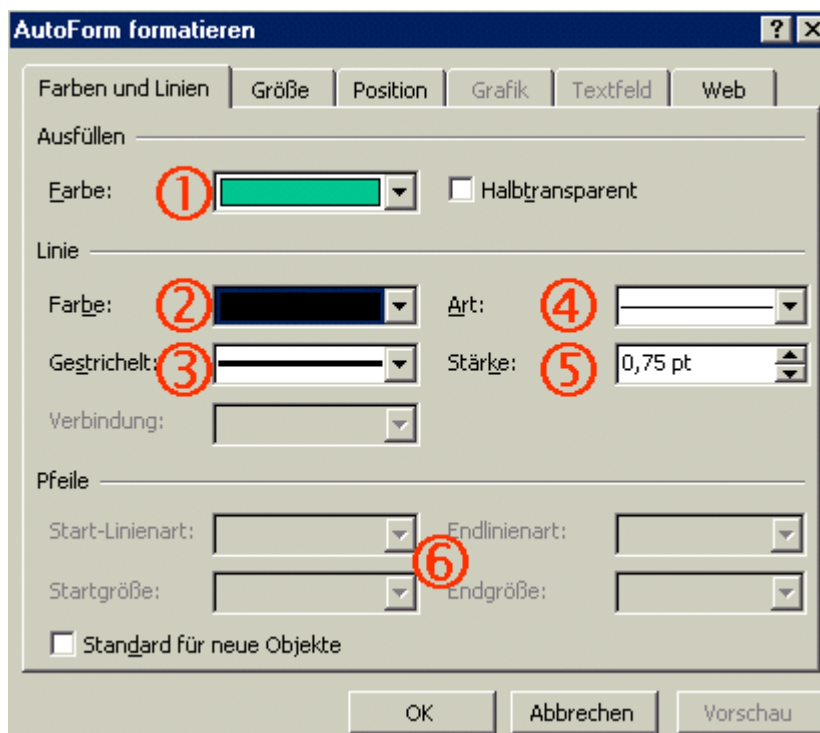 AutoForm formatieren
Farben und Linien Größe Position Grafik Textfeld Web
Ausfüllen
Farbe: 1 Halbtransparent
Linie
Farbe: 2 Art: 4
Gestrichelt: 3 Stärke: 5 0,75 pt
Verbindung:
Pfeile
Start-Linienart: Endlinienart:
6
Startgröße: Endgröße:
Standard für neue Objekte
OK Abbrechen Vorschau